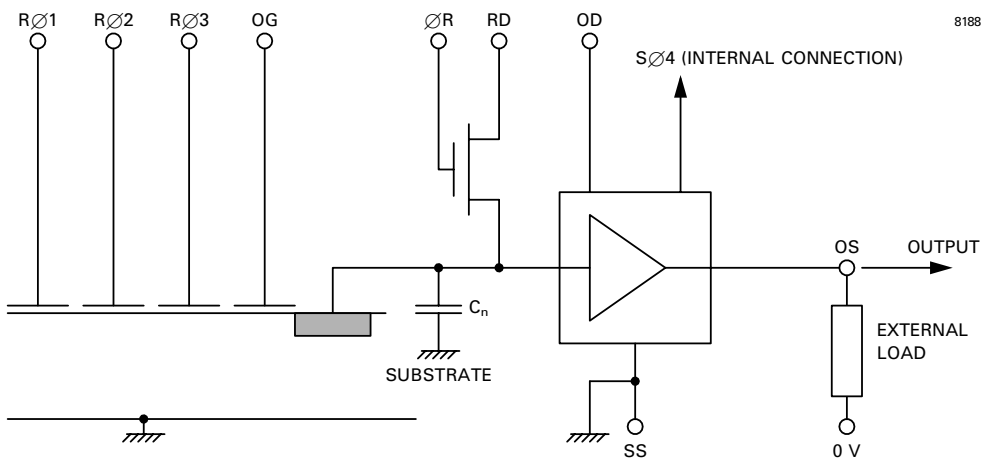 RØ1 RØ2 RØ3 OG ØR RD OD 8188
SØ4 (INTERNAL CONNECTION)
OS OUTPUT
Cn
EXTERNAL
LOAD
SUBSTRATE
SS 0 V